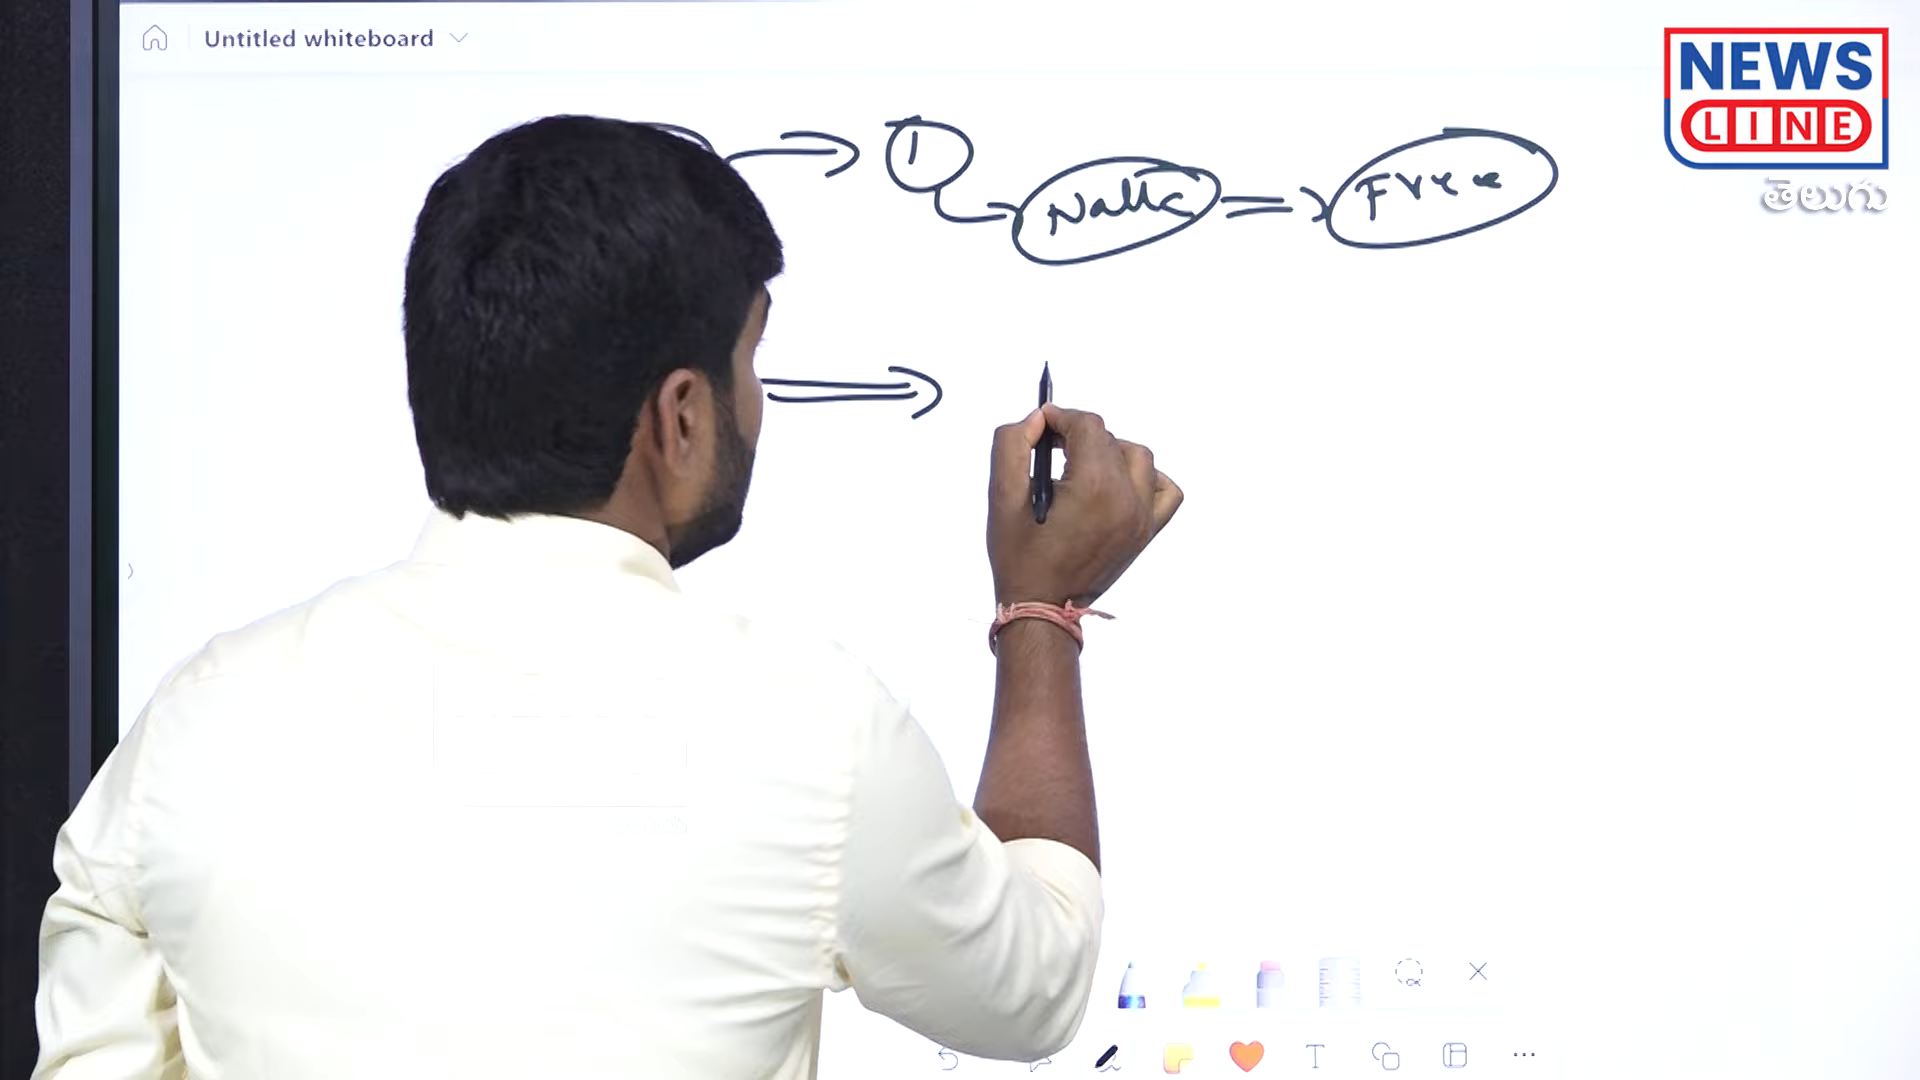 Untitled whiteboard
NEWS
LINE
తెలుగు
1
Nalla
Free